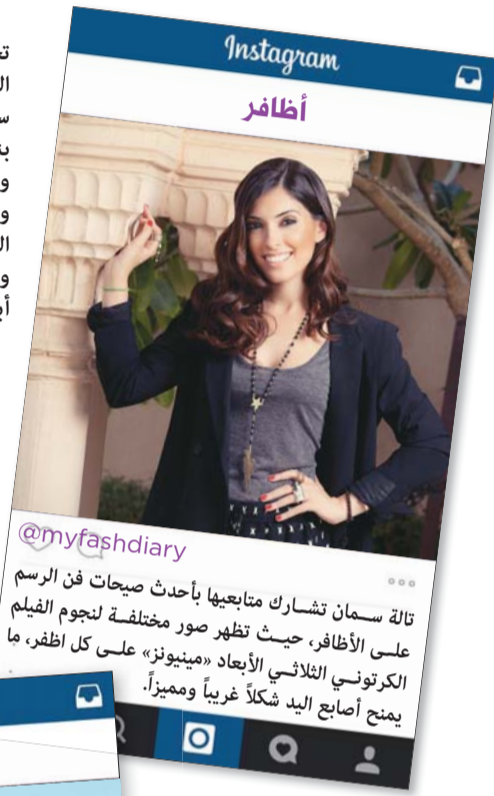 Instagram
أظافر
@myfashdiary
تالة سمان تشارك متابعيها بأحدث صيحات فن الرسم
على الأظافر، حيث تظهر صور مختلفة لنجوم الفيلم
الكرتوني الثلاثي الأبعاد «مينيونز» على كل اظفر، ما
يمنح أصابع اليد شكلاً غريباً ومميزاً.